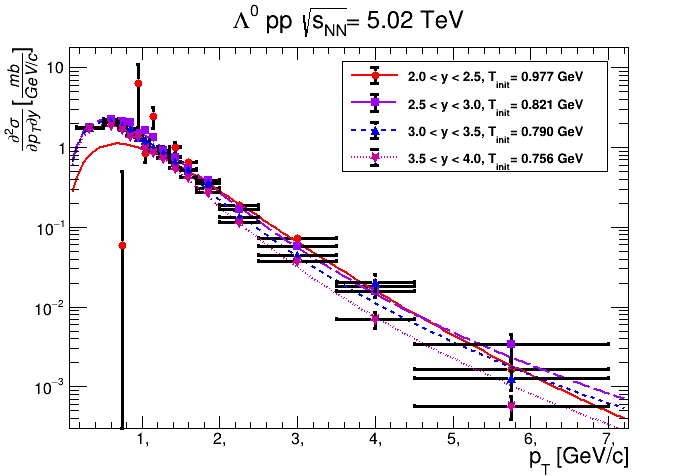 Λ⁰ pp √s_NN = 5.02 TeV
∂²σ/∂p_T∂y [mb/GeV/c]
2.0 < y < 2.5, T_init = 0.977 GeV
2.5 < y < 3.0, T_init = 0.821 GeV
3.0 < y < 3.5, T_init = 0.790 GeV
3.5 < y < 4.0, T_init = 0.756 GeV
10
1
10⁻¹
10⁻²
10⁻³
1, 2, 3, 4, 5, 6, 7,
p_T [GeV/c]